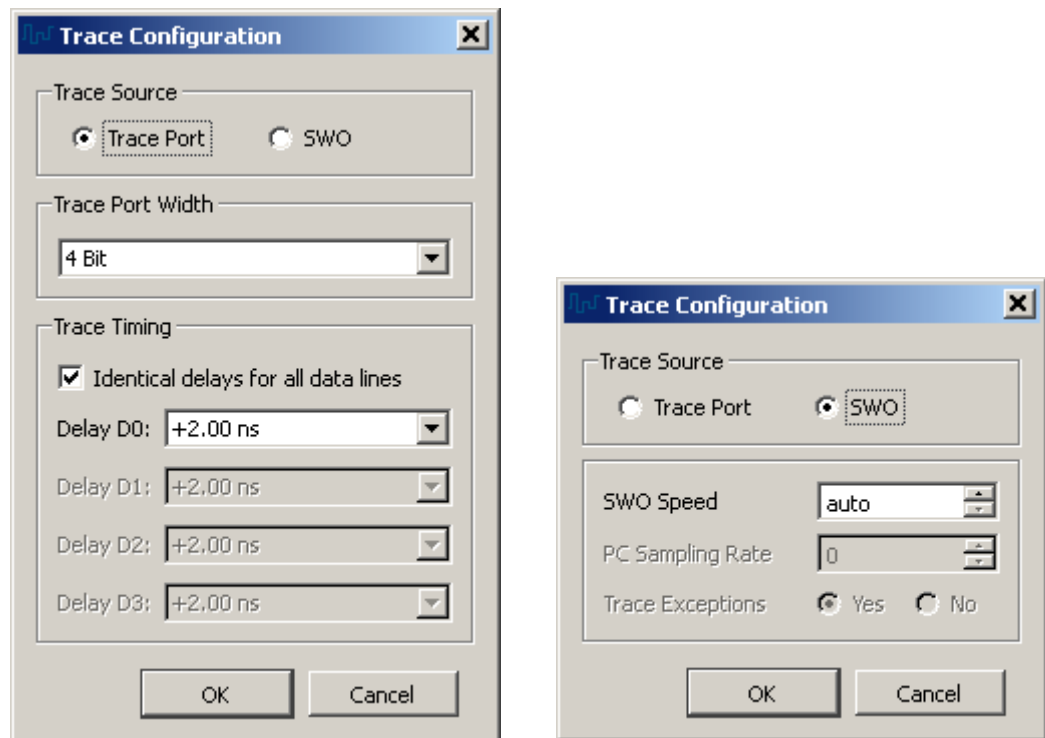 Trace Configuration
Trace Source
Trace Port SWO
Trace Port Width
4 Bit
Trace Timing
Identical delays for all data lines
Delay D0: +2.00 ns
Delay D1: +2.00 ns
Delay D2: +2.00 ns
Delay D3: +2.00 ns
OK Cancel
Trace Configuration
Trace Source
Trace Port SWO
SWO Speed auto
PC Sampling Rate 0
Trace Exceptions Yes No
OK Cancel